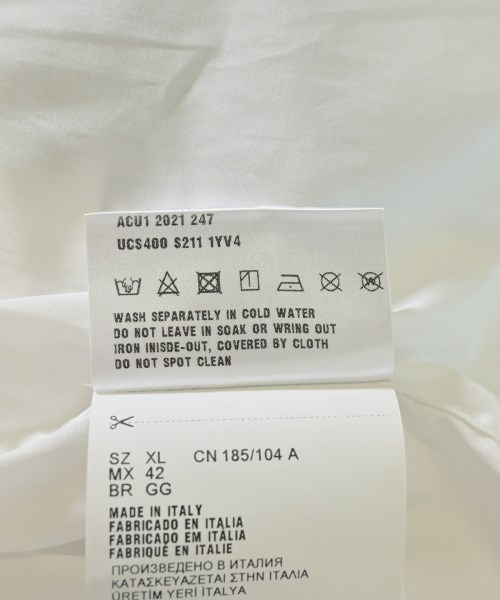 ACU1 2021 247
UCS400 S211 1YV4
WASH SEPARATELY IN COLD WATER
DO NOT LEAVE IN SOAK OR WRING OUT
IRON INISDE-OUT, COVERED BY CLOTH
DO NOT SPOT CLEAN
SZ XL CN 185/104 A
MX 42
BR GG
MADE IN ITALY
FABRICADO EN ITALIA
FABRICADO EM ITÁLIA
FABRIQUÉ EN ITALIE
ПРОИЗВЕДЕНО В ИТАЛИЯ
ΚΑΤΑΣΚΕΥΑΖΕΤΑΙ ΣΤΗΝ ΙΤΑΛΙΑ
ÜRETİM YERİ İTALYA